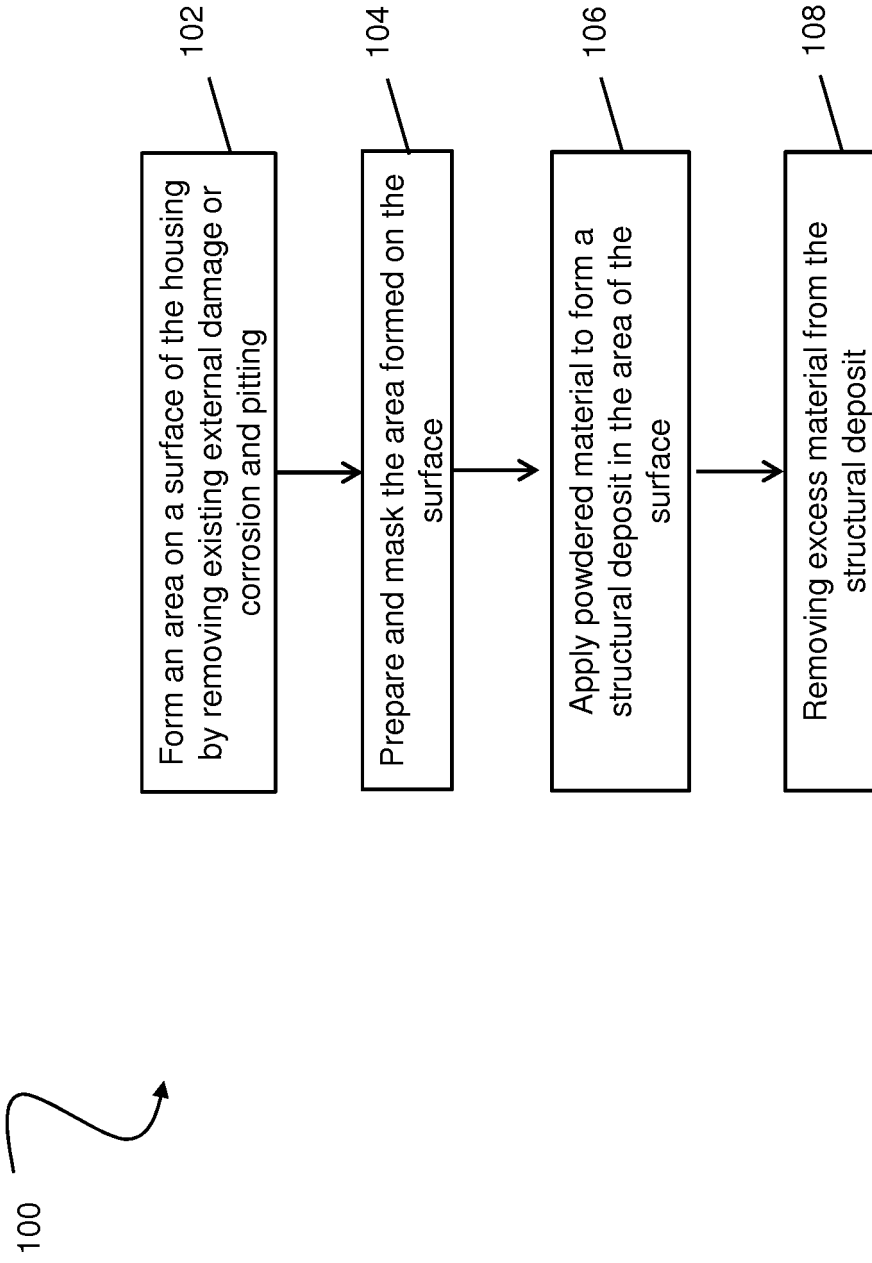 100
Form an area on a surface of the housing
by removing existing external damage or
corrosion and pitting
102
Prepare and mask the area formed on the
surface
104
Apply powdered material to form a
structural deposit in the area of the
surface
106
Removing excess material from the
structural deposit
108